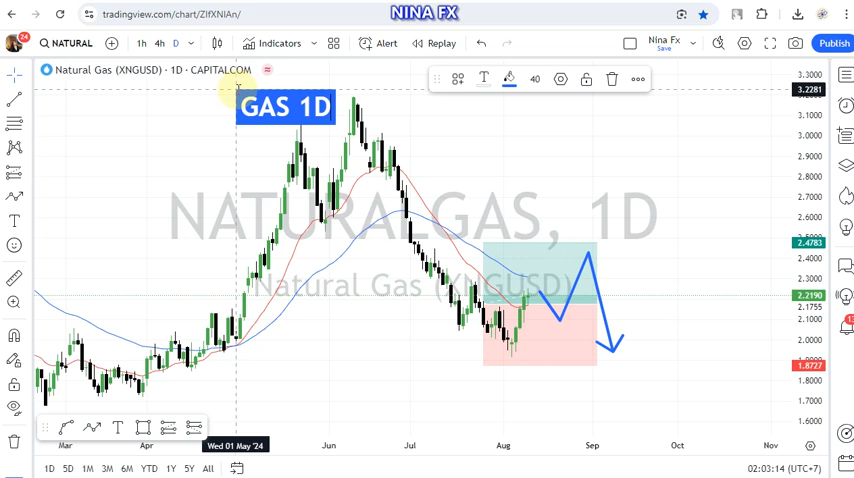 NINA FX
tradingview.com/chart/ZIfXNIAn/
NATURAL
1h 4h D
Indicators
Alert
Replay
Nina Fx
Save
Publish
Natural Gas (XNGUSD) · 1D · CAPITALCOM
40
GAS 1D
NATURALGAS, 1D
Natural Gas (XNGUSD)
3.3000
3.2281
3.1000
3.0000
2.9000
2.8000
2.7000
2.6000
2.5000
2.4783
2.4000
2.3000
2.2190
2.1755
2.1000
2.0000
1.8727
1.8000
1.7000
1.6000
Mar Apr Wed 01 May '24 Jun Jul Aug Sep Oct Nov
1D 5D 1M 3M 6M YTD 1Y 5Y All
02:03:14 (UTC+7)